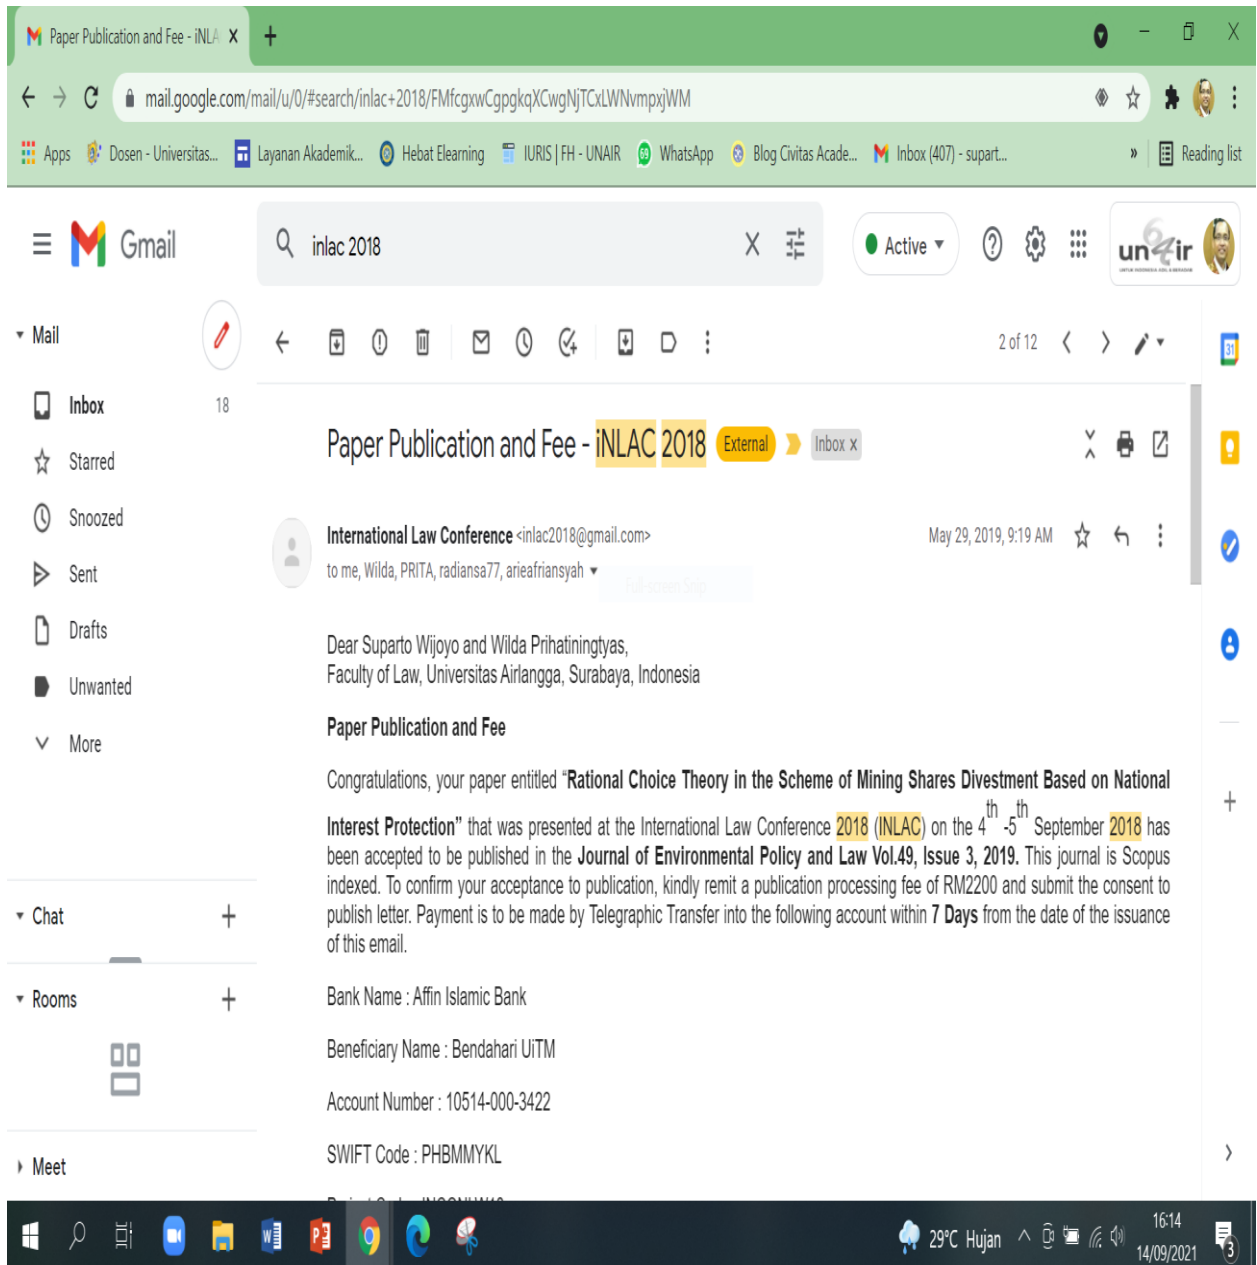 Paper Publication and Fee - iNLA
mail.google.com/mail/u/0/#search/inlac+2018/FMfcgxwCgpgkqXCwgNjTCxLWNvmpxjWM
Apps Dosen - Universitas... Layanan Akademik... Hebat Elearning IURIS | FH - UNAIR WhatsApp Blog Civitas Acade... Inbox (407) - supart... » Reading list
Gmail inlac 2018 Active
Mail 2 of 12
Inbox 18
Starred
Snoozed
Sent
Drafts
Unwanted
More
Chat
Rooms
Meet
Paper Publication and Fee - iNLAC 2018 External Inbox x
International Law Conference <inlac2018@gmail.com> May 29, 2019, 9:19 AM
to me, Wilda, PRITA, radiansa77, arieafriansyah
Full-screen Snip
Dear Suparto Wijoyo and Wilda Prihatiningtyas,
Faculty of Law, Universitas Airlangga, Surabaya, Indonesia
Paper Publication and Fee
Congratulations, your paper entitled “Rational Choice Theory in the Scheme of Mining Shares Divestment Based on National
Interest Protection” that was presented at the International Law Conference 2018 (INLAC) on the 4th -5th September 2018 has
been accepted to be published in the Journal of Environmental Policy and Law Vol.49, Issue 3, 2019. This journal is Scopus
indexed. To confirm your acceptance to publication, kindly remit a publication processing fee of RM2200 and submit the consent to
publish letter. Payment is to be made by Telegraphic Transfer into the following account within 7 Days from the date of the issuance
of this email.
Bank Name : Affin Islamic Bank
Beneficiary Name : Bendahari UiTM
Account Number : 10514-000-3422
SWIFT Code : PHBMMYKL
29°C Hujan
16:14
14/09/2021
3